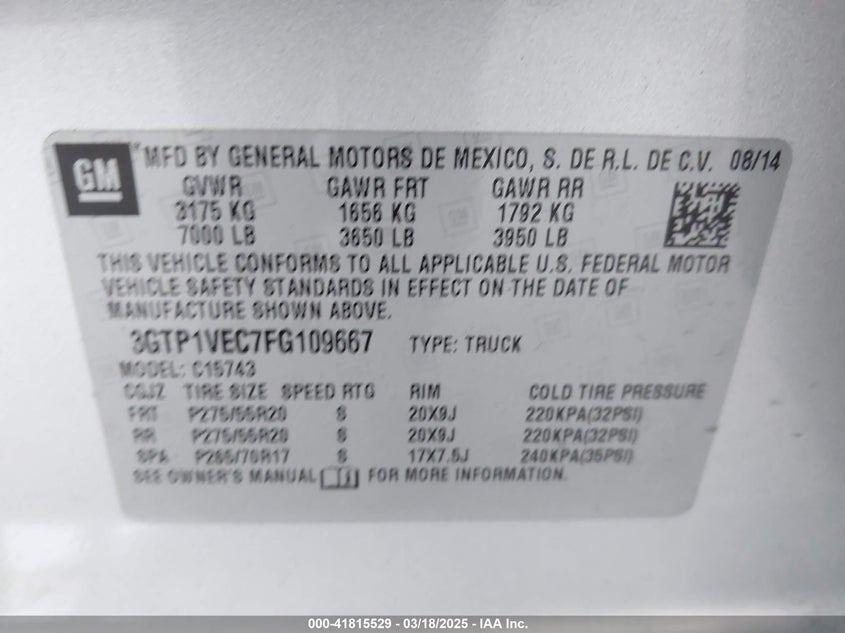 GM
MFD BY GENERAL MOTORS DE MEXICO, S. DE R.L. DE C.V. 08/14
GVWR GAWR FRT GAWR RR
3175 KG 1656 KG 1792 KG
7000 LB 3650 LB 3950 LB
THIS VEHICLE CONFORMS TO ALL APPLICABLE U.S. FEDERAL MOTOR
VEHICLE SAFETY STANDARDS IN EFFECT ON THE DATE OF
MANUFACTURE SHOWN ABOVE.
3GTP1VEC7FG109667 TYPE: TRUCK
MODEL: C15743
CGJZ TIRE SIZE SPEED RTG RIM COLD TIRE PRESSURE
FRT P275/55R20 S 20X9J 220KPA(32PSI)
RR P275/55R20 S 20X9J 220KPA(32PSI)
SPA P265/70R17 S 17X7.5J 240KPA(35PSI)
SEE OWNER'S MANUAL FOR MORE INFORMATION.
000-41815529 - 03/18/2025 - IAA Inc.